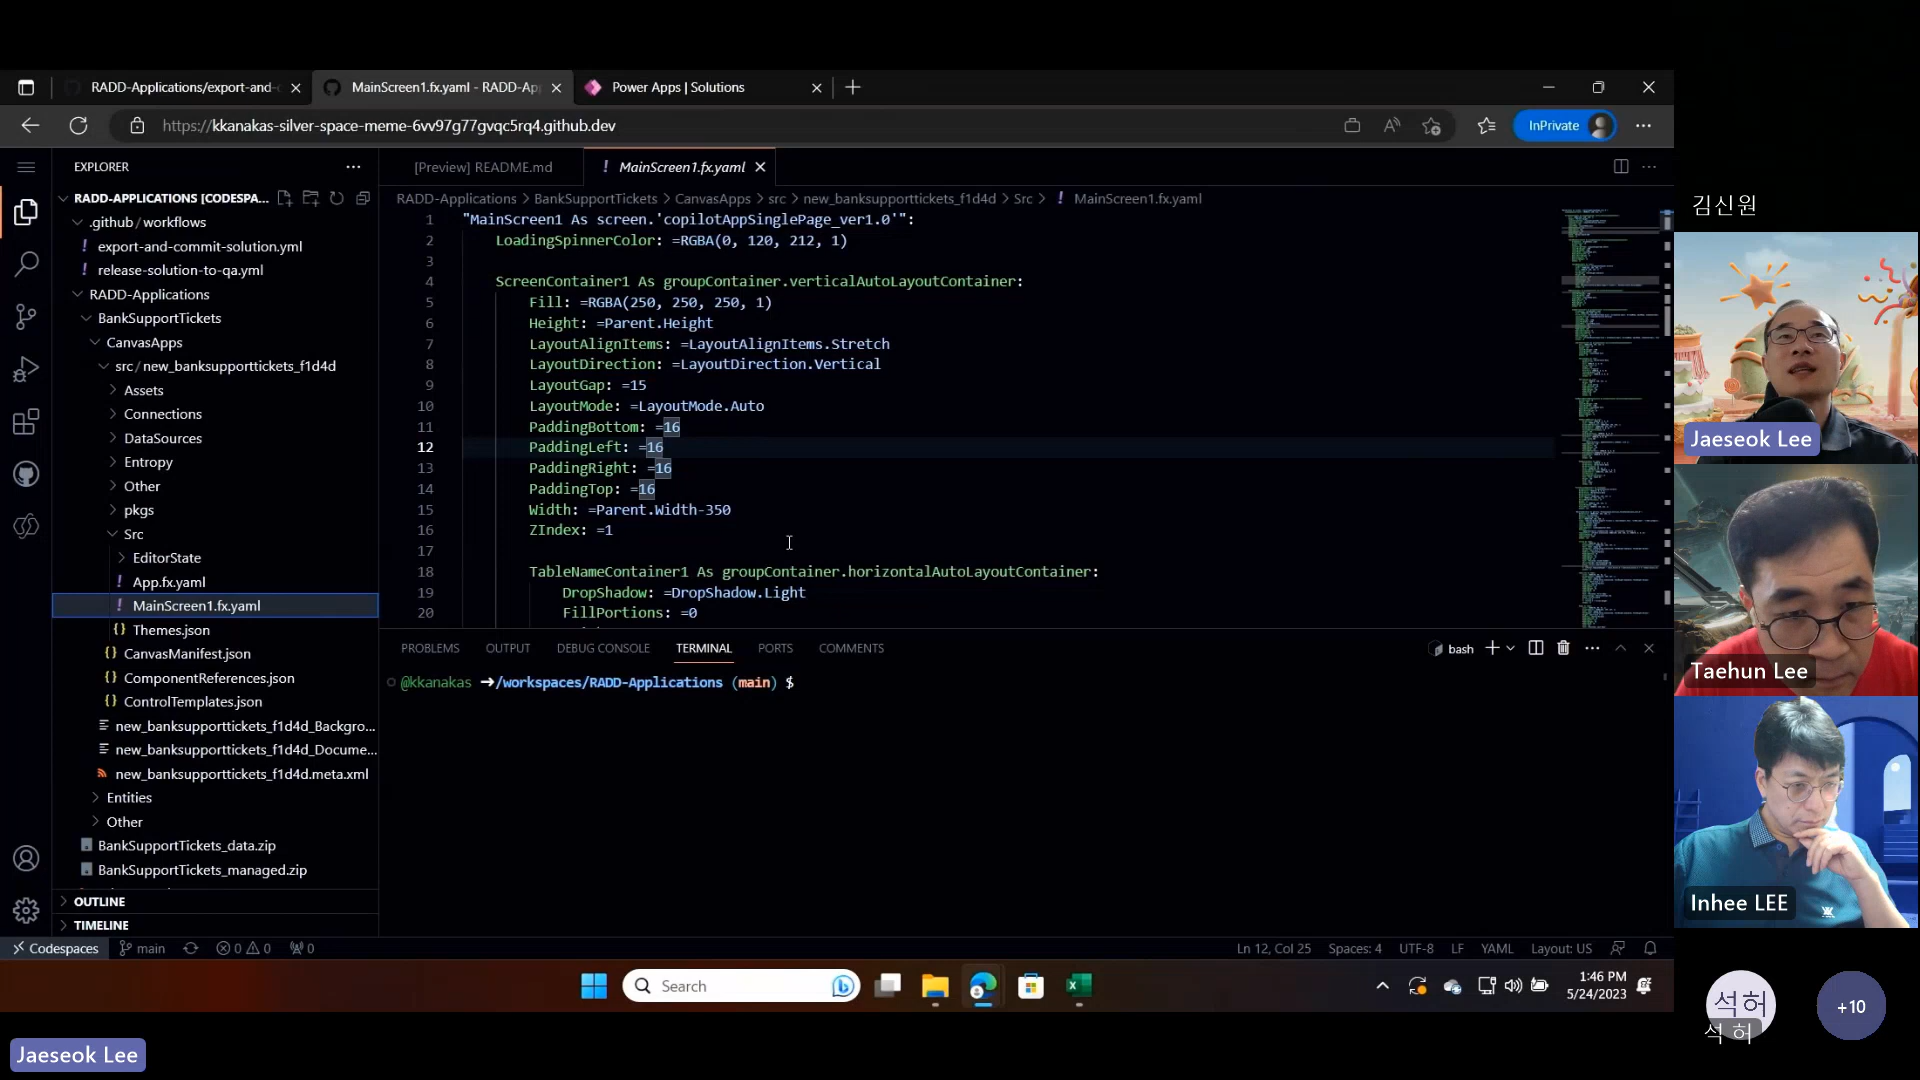 RADD-Applications/export-and-
MainScreen1.fx.yaml - RADD-Ap
Power Apps | Solutions
https://kkanakas-silver-space-meme-6vv97g77gvqc5rq4.github.dev
InPrivate
EXPLORER
[Preview] README.md
MainScreen1.fx.yaml
RADD-APPLICATIONS [CODESPA...
RADD-Applications > BankSupportTickets > CanvasApps > src > new_banksupporttickets_f1d4d > Src > ! MainScreen1.fx.yaml
.github / workflows
export-and-commit-solution.yml
release-solution-to-qa.yml
RADD-Applications
BankSupportTickets
CanvasApps
src / new_banksupporttickets_f1d4d
Assets
Connections
DataSources
Entropy
Other
pkgs
Src
EditorState
App.fx.yaml
MainScreen1.fx.yaml
Themes.json
CanvasManifest.json
ComponentReferences.json
ControlTemplates.json
new_banksupporttickets_f1d4d_Backgro...
new_banksupporttickets_f1d4d_Docume...
new_banksupporttickets_f1d4d.meta.xml
Entities
Other
BankSupportTickets_data.zip
BankSupportTickets_managed.zip
OUTLINE
TIMELINE
1 "MainScreen1 As screen.'copilotAppSinglePage_ver1.0'":
2 LoadingSpinnerColor: =RGBA(0, 120, 212, 1)
3
4 ScreenContainer1 As groupContainer.verticalAutoLayoutContainer:
5 Fill: =RGBA(250, 250, 250, 1)
6 Height: =Parent.Height
7 LayoutAlignItems: =LayoutAlignItems.Stretch
8 LayoutDirection: =LayoutDirection.Vertical
9 LayoutGap: =15
10 LayoutMode: =LayoutMode.Auto
11 PaddingBottom: =16
12 PaddingLeft: =16
13 PaddingRight: =16
14 PaddingTop: =16
15 Width: =Parent.Width-350
16 ZIndex: =1
17
18 TableNameContainer1 As groupContainer.horizontalAutoLayoutContainer:
19 DropShadow: =DropShadow.Light
20 FillPortions: =0
PROBLEMS OUTPUT DEBUG CONSOLE TERMINAL PORTS COMMENTS
bash
@kkanakas ➜/workspaces/RADD-Applications (main) $
Codespaces main 0 0 0
Ln 12, Col 25 Spaces: 4 UTF-8 LF YAML Layout: US
Search
1:46 PM
5/24/2023
김신원
Jaeseok Lee
Taehun Lee
Inhee LEE
석허
석 허
+10
Jaeseok Lee